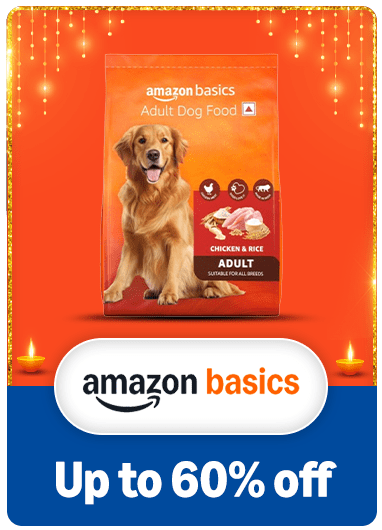 amazon basics
Adult Dog Food
CHICKEN & RICE
ADULT
SUITABLE FOR ALL BREEDS
amazon basics
Up to 60% off